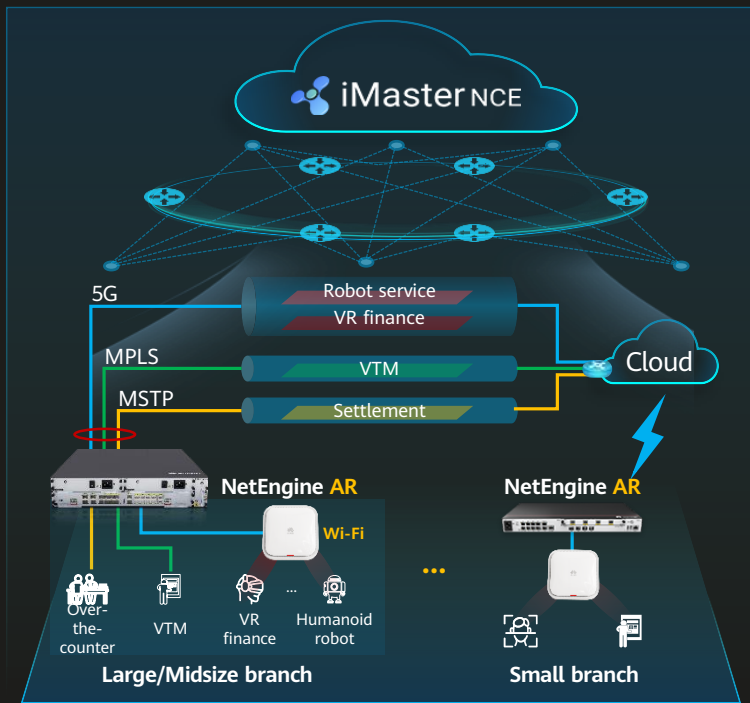 iMaster NCE
5G
Robot service
VR finance
MPLS
VTM
Cloud
MSTP
Settlement
NetEngine AR
NetEngine AR
Wi-Fi
...
...
Over-
the-
counter
VTM
VR
finance
Humanoid
robot
Large/Midsize branch
Small branch